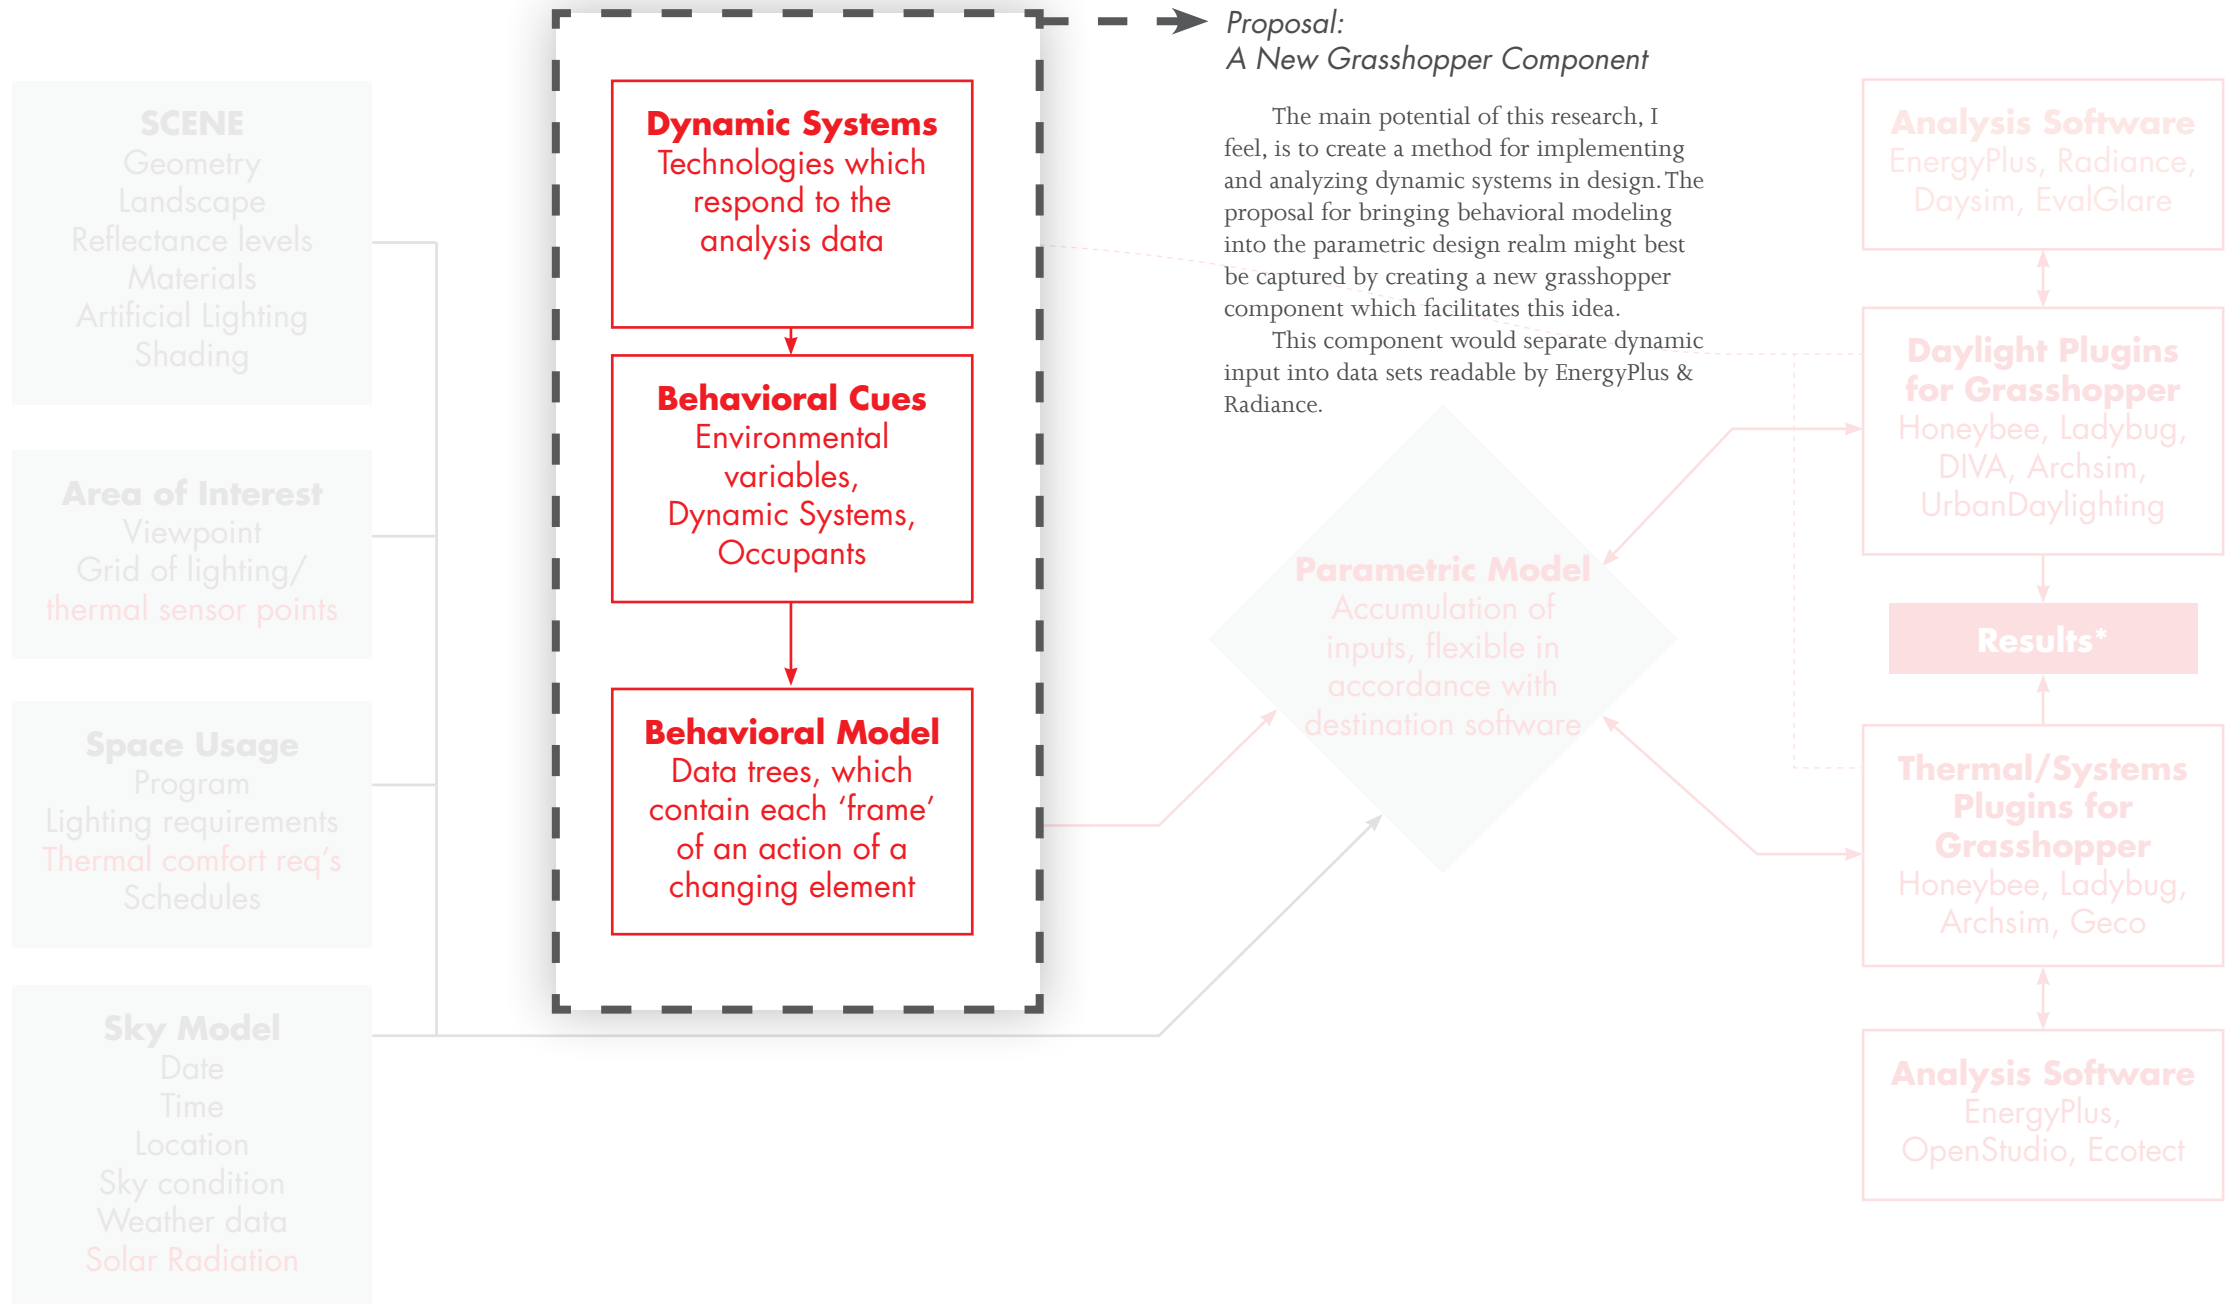 Proposal:
A New Grasshopper Component
The main potential of this research, I
feel, is to create a method for implementing
and analyzing dynamic systems in design. The
proposal for bringing behavioral modeling
into the parametric design realm might best
be captured by creating a new grasshopper
component which facilitates this idea.
This component would separate dynamic
input into data sets readable by EnergyPlus &
Radiance.
SCENE
Geometry
Landscape
Reflectance levels
Materials
Artificial Lighting
Shading
Area of Interest
Viewpoint
Grid of lighting/
thermal sensor points
Space Usage
Program
Lighting requirements
Thermal comfort req’s
Schedules
Sky Model
Date
Time
Location
Sky condition
Weather data
Solar Radiation
Dynamic Systems
Technologies which
respond to the
analysis data
Behavioral Cues
Environmental
variables,
Dynamic Systems,
Occupants
Behavioral Model
Data trees, which
contain each ‘frame’
of an action of a
changing element
Parametric Model
Accumulation of
inputs, flexible in
accordance with
destination software
Analysis Software
EnergyPlus, Radiance,
Daysim, EvalGlare
Daylight Plugins
for Grasshopper
Honeybee, Ladybug,
DIVA, Archsim,
UrbanDaylighting
Results*
Thermal/Systems
Plugins for
Grasshopper
Honeybee, Ladybug,
Archsim, Geco
Analysis Software
EnergyPlus,
OpenStudio, Ecotect